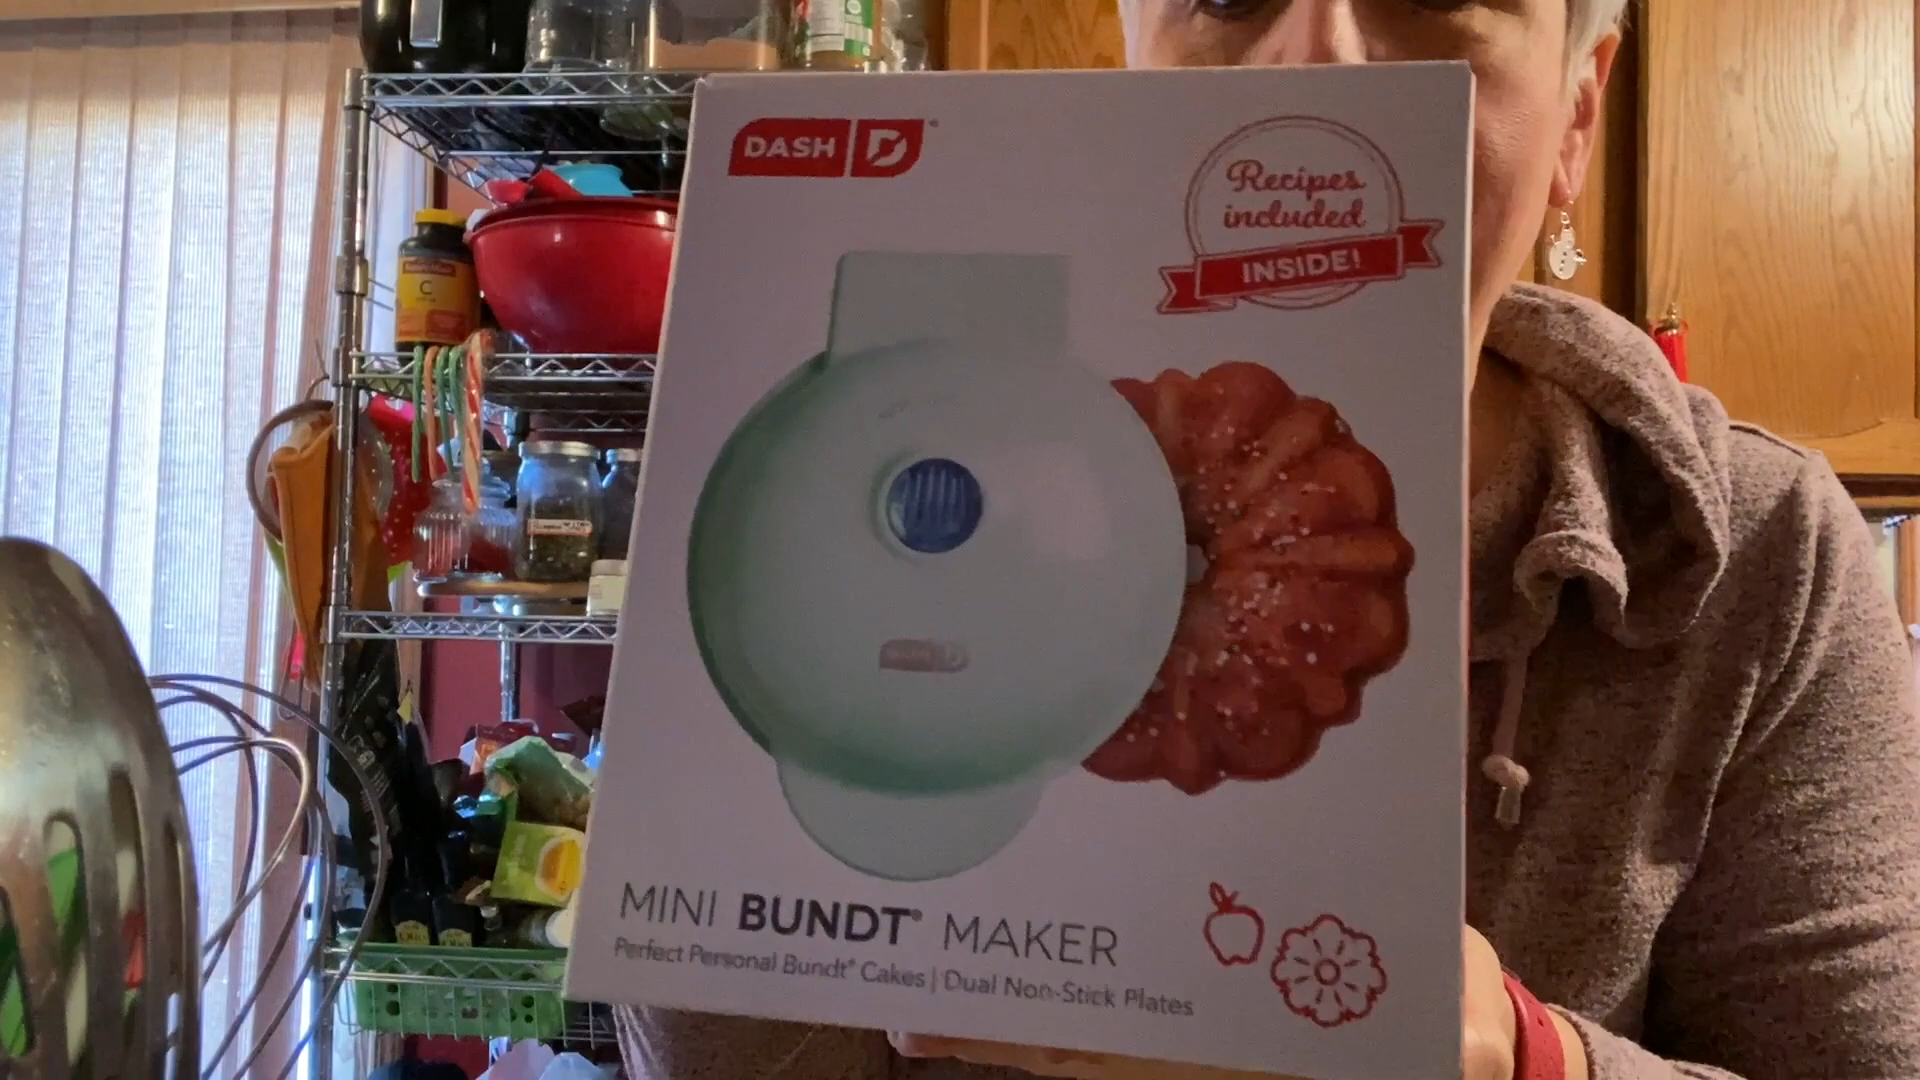 DASH
Recipes
included
INSIDE!
C
MINI BUNDT® MAKER
Perfect Personal Bundt® Cakes | Dual Non-Stick Plates